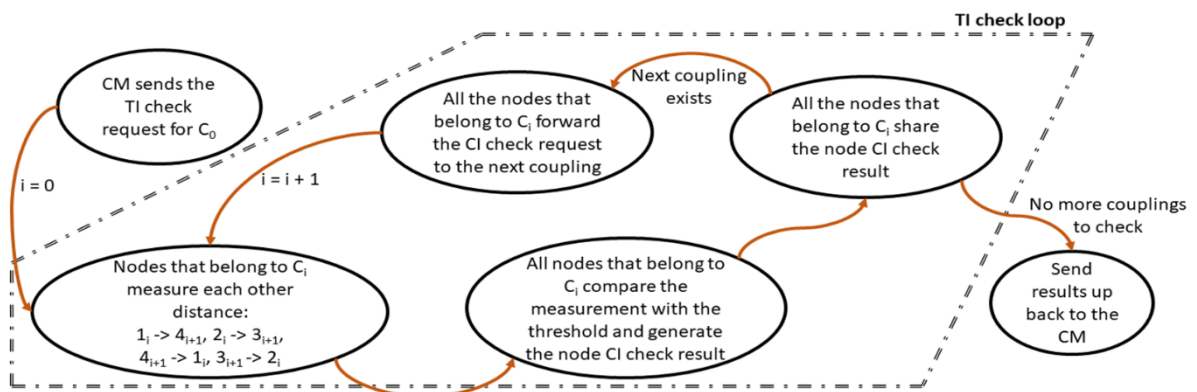 TI check loop
CM sends the
TI check
request for C₀
i = 0
All the nodes that
belong to Cᵢ forward
the CI check request
to the next coupling
Next coupling
exists
All the nodes that
belong to Cᵢ share
the node CI check
result
i = i + 1
No more couplings
to check
Nodes that belong to Cᵢ
measure each other
distance:
1ᵢ -> 4ᵢ₊₁, 2ᵢ -> 3ᵢ₊₁,
4ᵢ₊₁ -> 1ᵢ, 3ᵢ₊₁ -> 2ᵢ
All nodes that belong to
Cᵢ compare the
measurement with the
threshold and generate
the node CI check result
Send
results up
back to the
CM